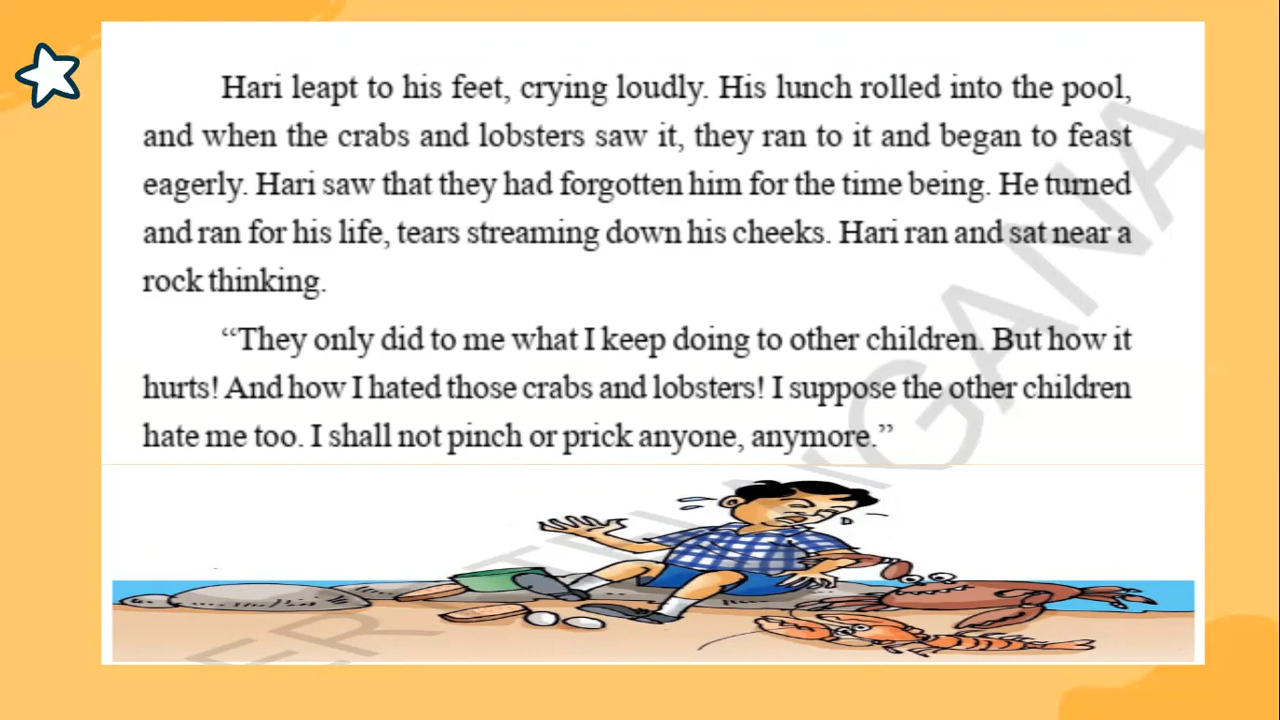 Hari leapt to his feet, crying loudly. His lunch rolled into the pool,
and when the crabs and lobsters saw it, they ran to it and began to feast
eagerly. Hari saw that they had forgotten him for the time being. He turned
and ran for his life, tears streaming down his cheeks. Hari ran and sat near a
rock thinking.
“They only did to me what I keep doing to other children. But how it
hurts! And how I hated those crabs and lobsters! I suppose the other children
hate me too. I shall not pinch or prick anyone, anymore.”